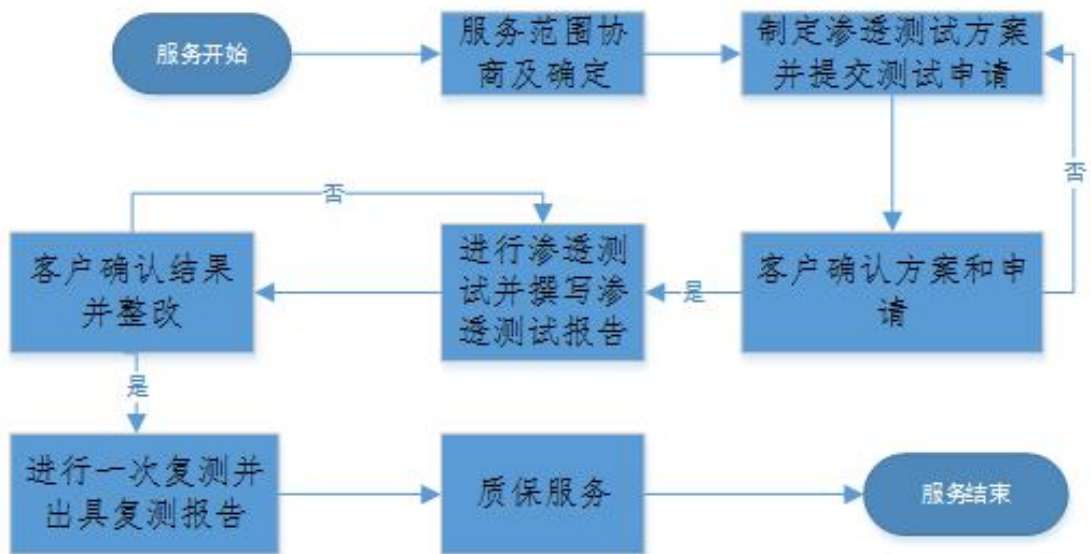 服务开始
服务范围协
商及确定
制定渗透测试方案
并提交测试申请
否
否
客户确认结果
并整改
进行渗透测
试并撰写渗
透测试报告
是
客户确认方案和申
请
是
进行一次复测并
出具复测报告
质保服务
服务结束